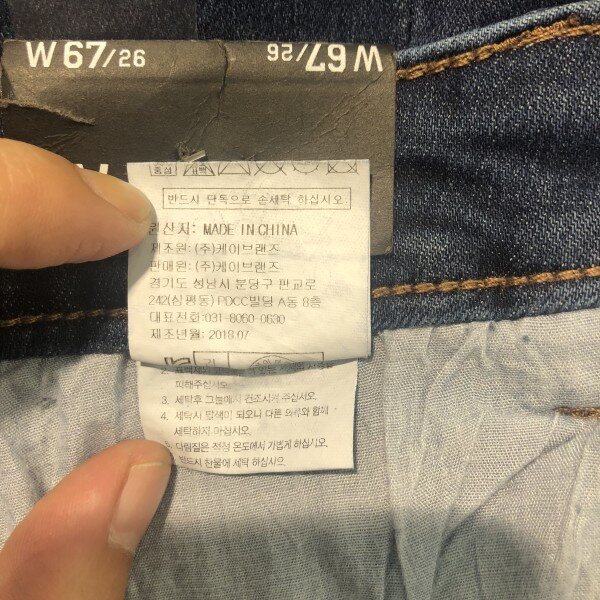 W 67/26
W 67/26
중성
표백
반드시 단독으로 손세탁 하십시오.
원산지: MADE IN CHINA
제조원: (주)케이브랜즈
판매원: (주)케이브랜즈
경기도 성남시 분당구 판교로
242(삼평동) PDCC빌딩 A동 8층
대표전화:031-8060-0630
제조년월: 2018.07
피해주십시오.
3. 세탁후 그늘에서 건조시켜 주십시오.
4. 세탁시 탈색이 되오니 다른 의류와 함께
세탁하지 마십시오.
5. 다림질은 적정 온도에서 가볍게 하십시오.
반드시 찬물에 세탁 하십시오.